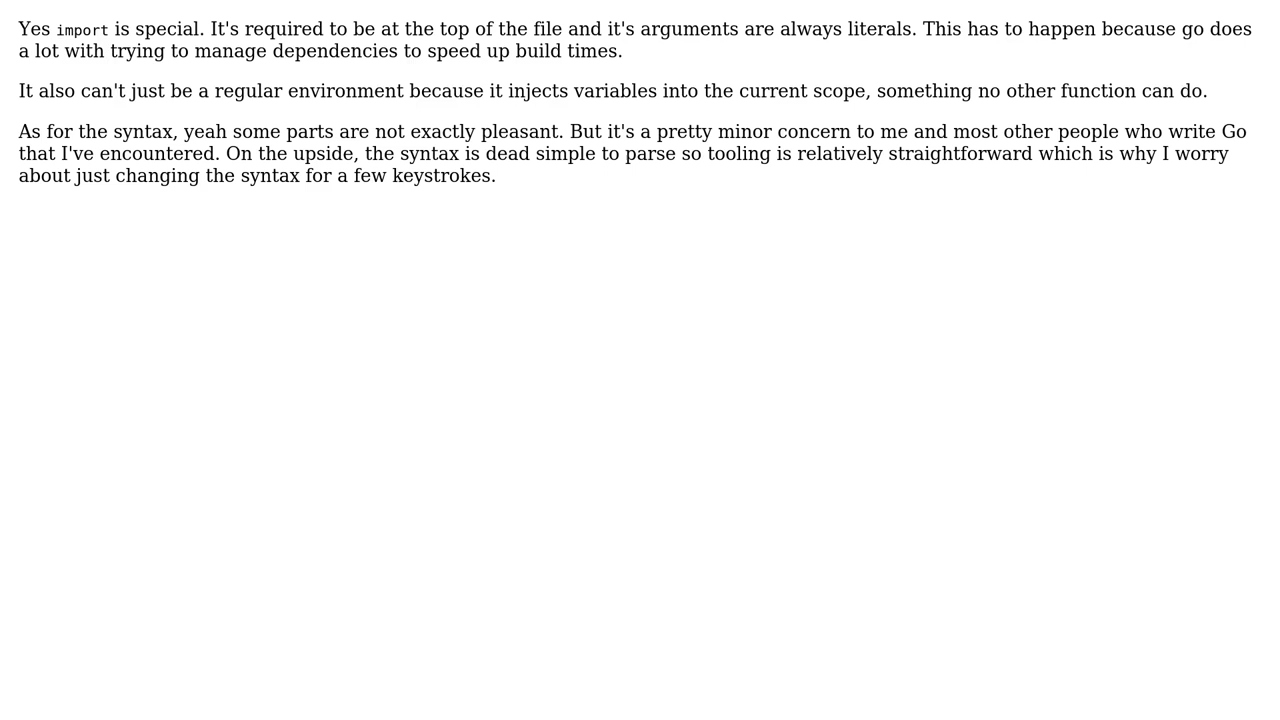 Yes import is special. It's required to be at the top of the file and it's arguments are always literals. This has to happen because go does
a lot with trying to manage dependencies to speed up build times.
It also can't just be a regular environment because it injects variables into the current scope, something no other function can do.
As for the syntax, yeah some parts are not exactly pleasant. But it's a pretty minor concern to me and most other people who write Go
that I've encountered. On the upside, the syntax is dead simple to parse so tooling is relatively straightforward which is why I worry
about just changing the syntax for a few keystrokes.